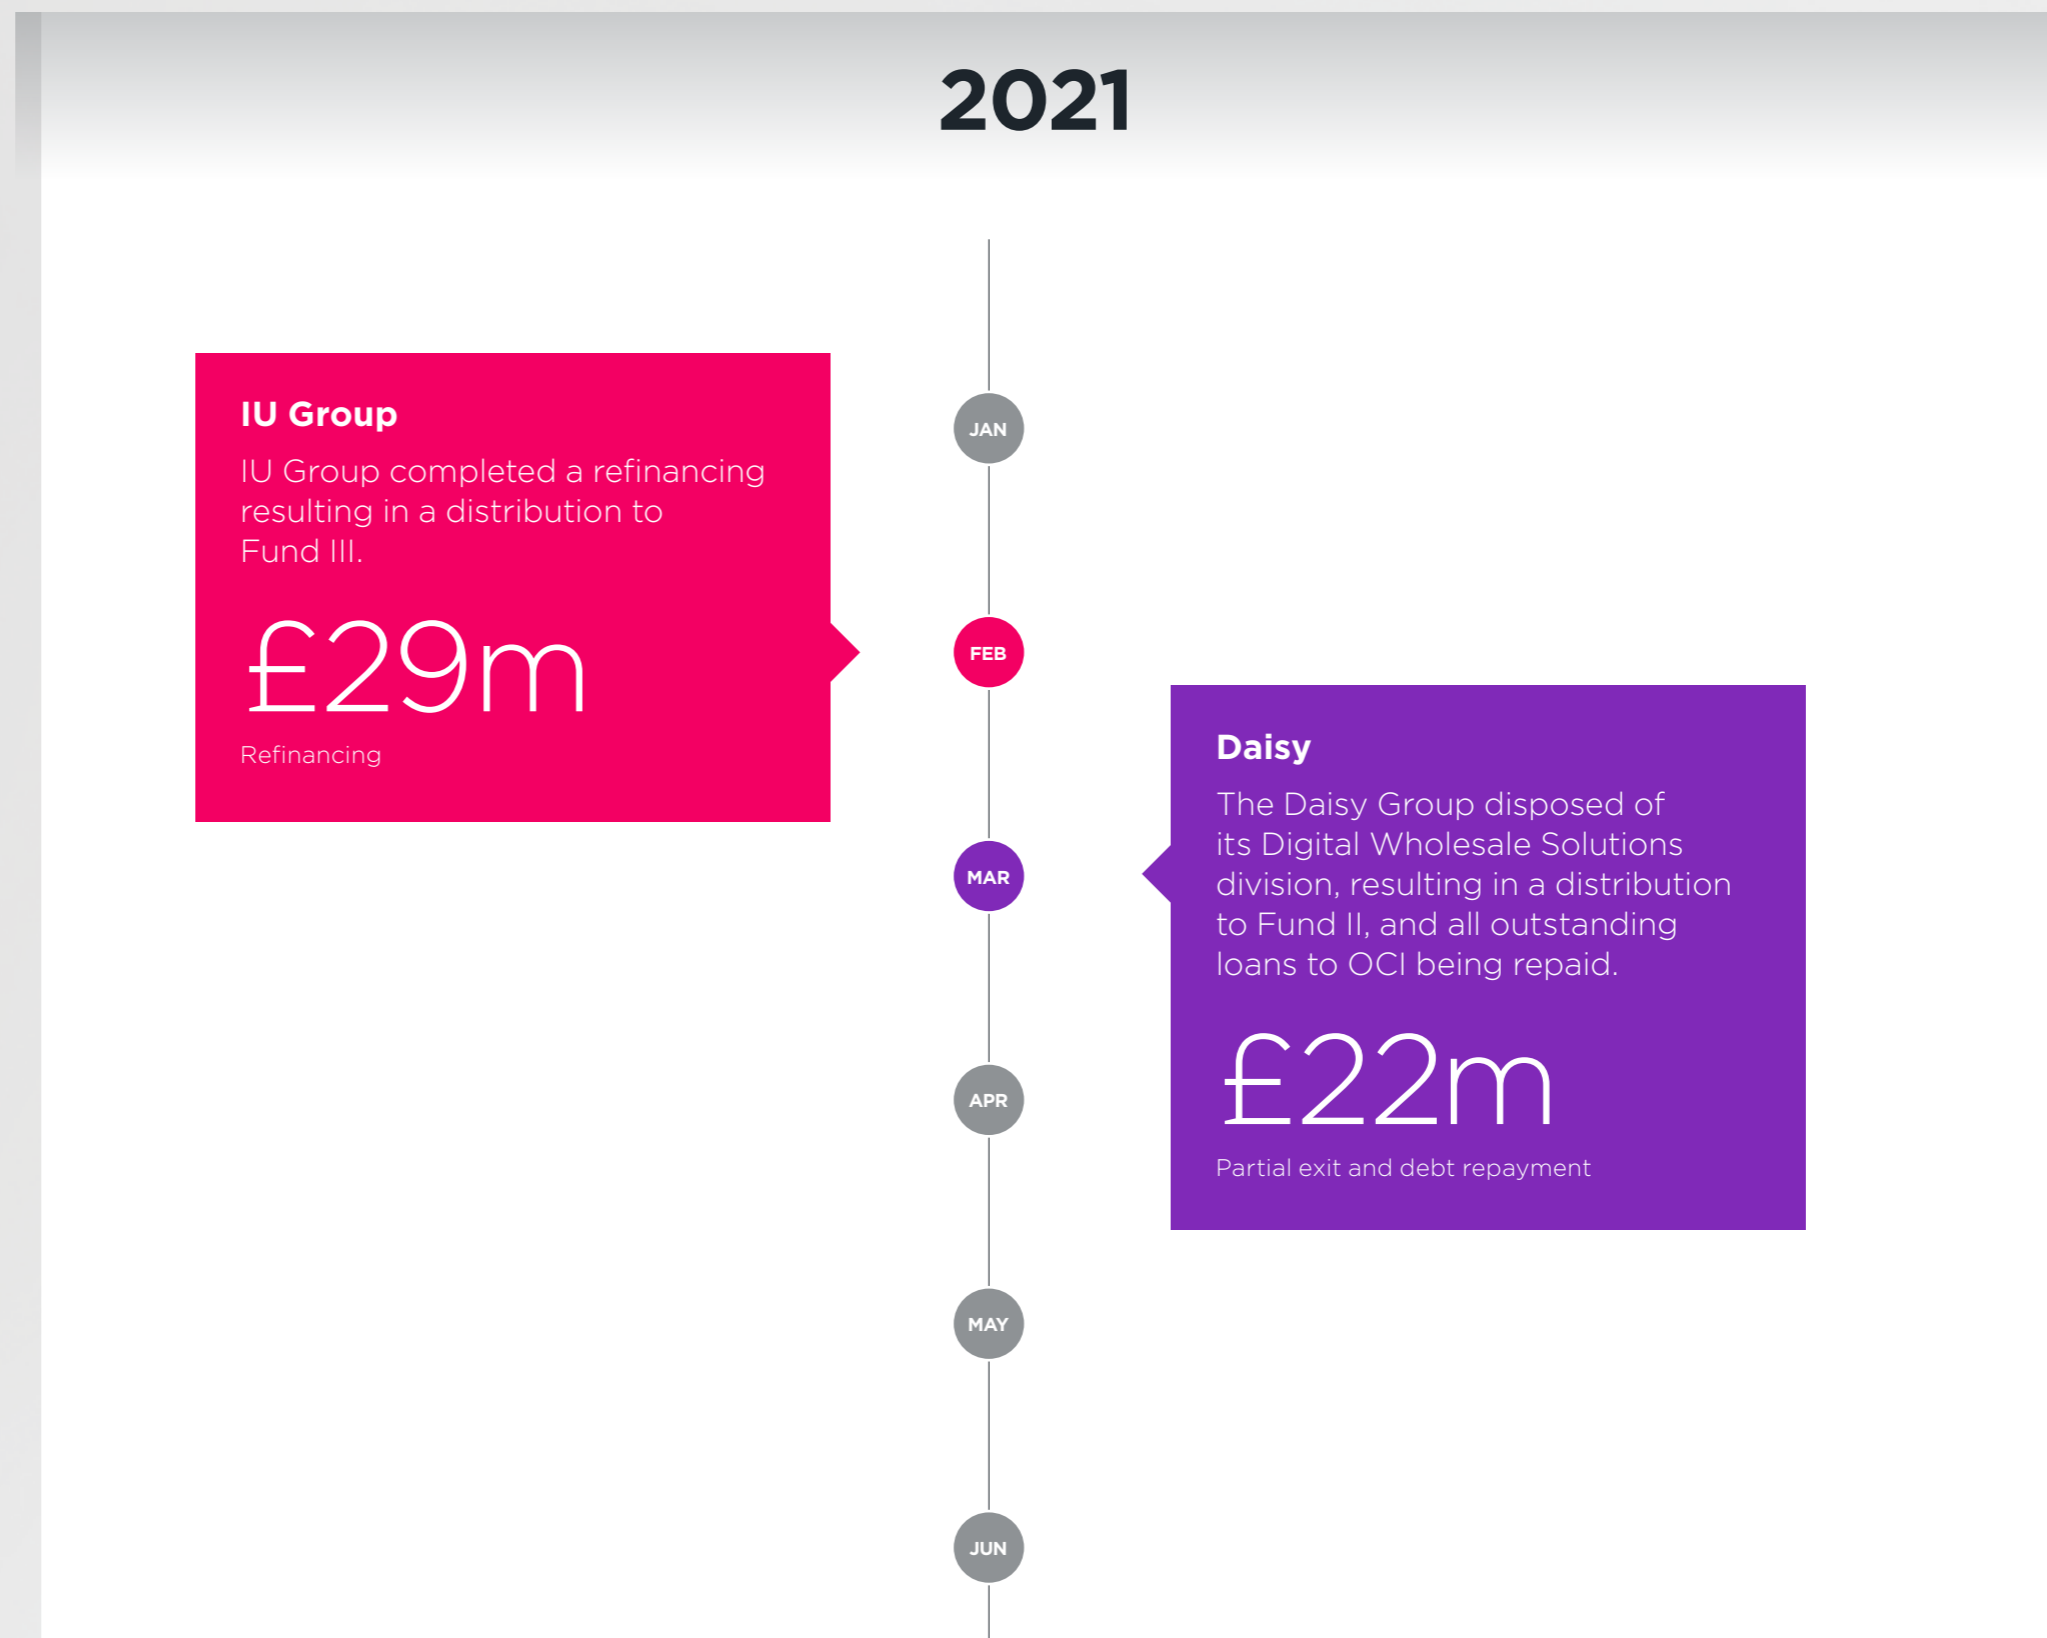 2021
JAN
IU Group
IU Group completed a refinancing
resulting in a distribution to
Fund III.
£29m
Refinancing
FEB
MAR
Daisy
The Daisy Group disposed of
its Digital Wholesale Solutions
division, resulting in a distribution
to Fund II, and all outstanding
loans to OCI being repaid.
£22m
Partial exit and debt repayment
APR
MAY
JUN